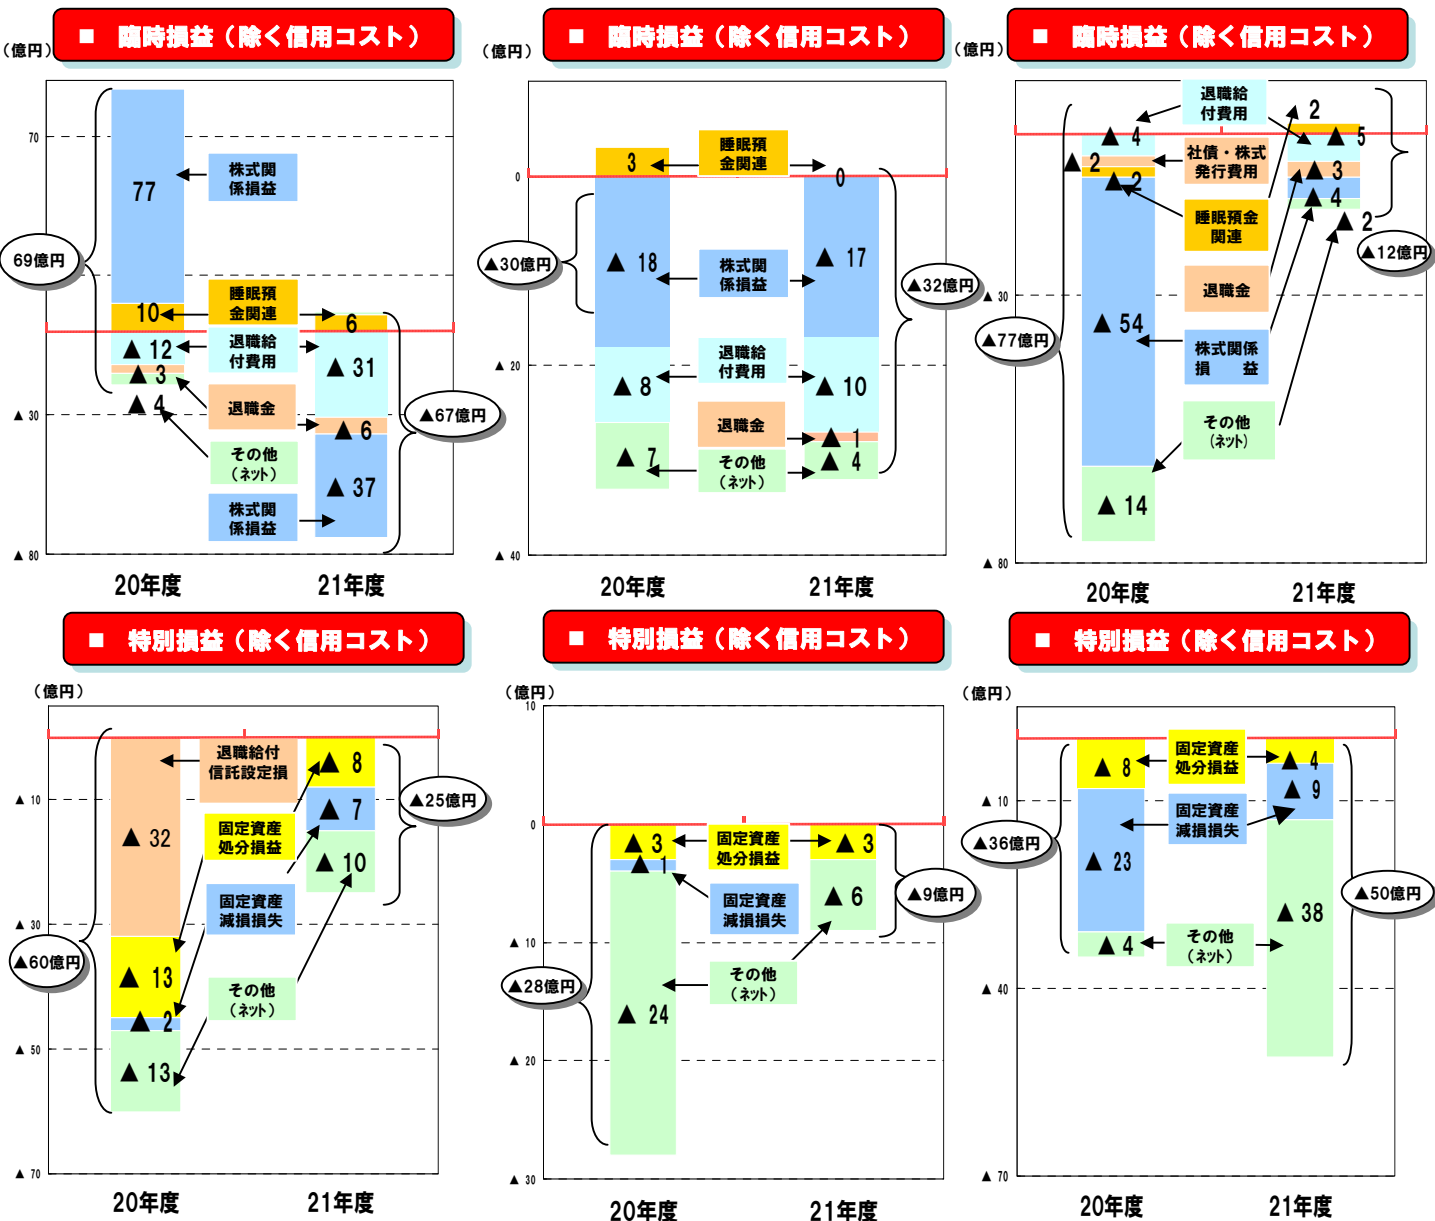 ■ 臨時損益（除く信用コスト）
（億円）
70
77
株式関
係損益
69億円
10
睡眠預
金関連
6
▲ 12
退職給
付費用
▲ 31
▲ 3
▲ 4
▲ 30
退職金
▲ 6
▲67億円
その他
（ネット）
▲ 37
株式関
係損益
▲ 80
20年度
21年度
■ 臨時損益（除く信用コスト）
（億円）
3
睡眠預
金関連
0
0
▲30億円
▲ 18
株式関
係損益
▲ 17
▲32億円
▲ 20
▲ 8
退職給
付費用
▲ 10
退職金
▲ 1
▲ 7
その他
（ネット）
▲ 4
▲ 40
20年度
21年度
■ 臨時損益（除く信用コスト）
（億円）
退職給
付費用
2
▲ 4
▲ 5
▲ 2
社債・株式
発行費用
▲ 3
▲ 2
▲ 4
睡眠預金
関連
▲ 2
▲12億円
退職金
▲ 30
▲ 54
▲77億円
株式関係
損　益
その他
（ネット）
▲ 14
▲ 80
20年度
21年度
■ 特別損益（除く信用コスト）
（億円）
退職給付
信託設定損
▲ 8
▲ 10
▲25億円
▲ 7
▲ 32
固定資産
処分損益
▲ 10
固定資産
減損損失
▲ 30
▲60億円
▲ 13
その他
（ネット）
▲ 2
▲ 50
▲ 13
▲ 70
20年度
21年度
■ 特別損益（除く信用コスト）
（億円）
10
0
▲ 3
固定資産
処分損益
▲ 3
▲ 1
固定資産
減損損失
▲ 6
▲9億円
▲ 10
▲28億円
その他
（ネット）
▲ 24
▲ 20
▲ 30
20年度
21年度
■ 特別損益（除く信用コスト）
（億円）
▲ 8
固定資産
処分損益
▲ 4
▲ 9
▲ 10
固定資産
減損損失
▲36億円
▲ 23
▲50億円
▲ 38
▲ 4
その他
（ネット）
▲ 40
▲ 70
20年度
21年度